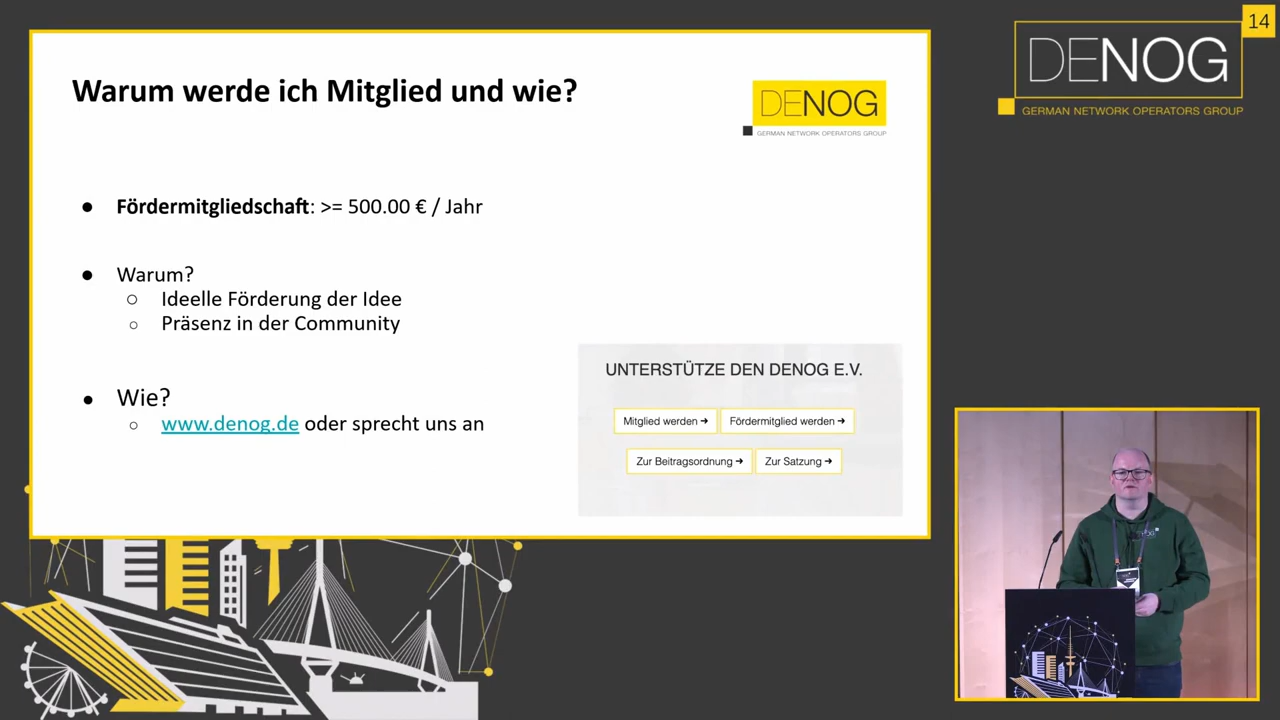 Warum werde ich Mitglied und wie?
DENOG
GERMAN NETWORK OPERATORS GROUP
● Fördermitgliedschaft: >= 500.00 € / Jahr
● Warum?
○ Ideelle Förderung der Idee
○ Präsenz in der Community
● Wie?
○ www.denog.de oder sprecht uns an
UNTERSTÜTZE DEN DENOG E.V.
Mitglied werden → Fördermitglied werden →
Zur Beitragsordnung → Zur Satzung →
14
DENOG
GERMAN NETWORK OPERATORS GROUP